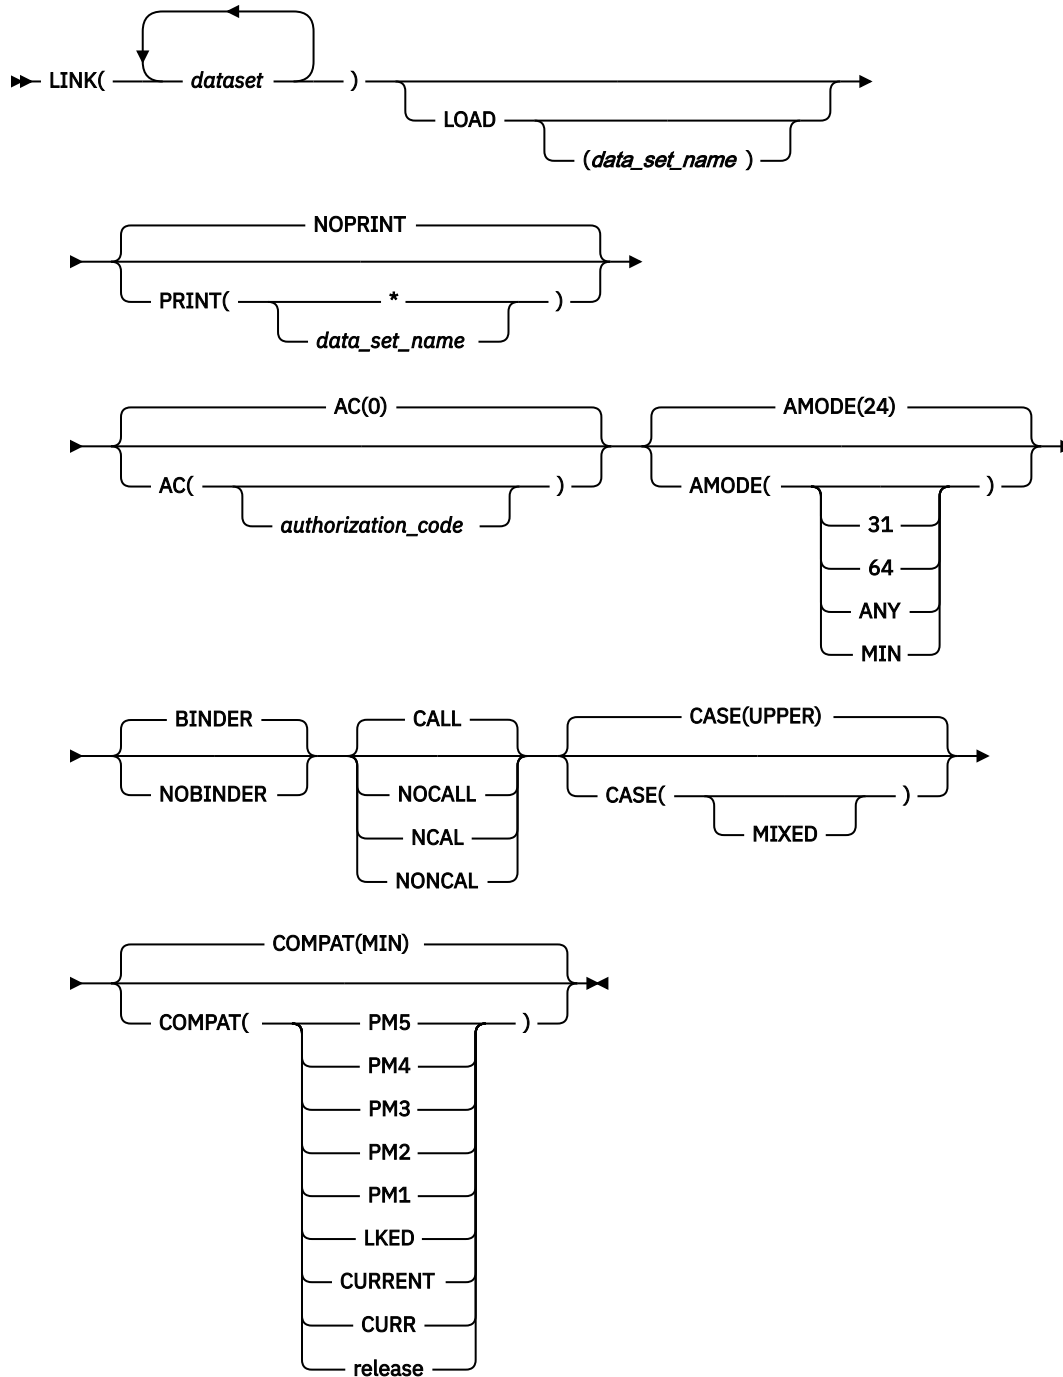 LINK( dataset )
LOAD
(data_set_name )
NOPRINT
PRINT( * )
data_set_name
AC(0) AMODE(24)
AC( ) AMODE( )
authorization_code 31
64
ANY
MIN
BINDER CALL CASE(UPPER)
NOBINDER NOCALL CASE( )
NCAL MIXED
NONCAL
COMPAT(MIN)
COMPAT( PM5 )
PM4
PM3
PM2
PM1
LKED
CURRENT
CURR
release